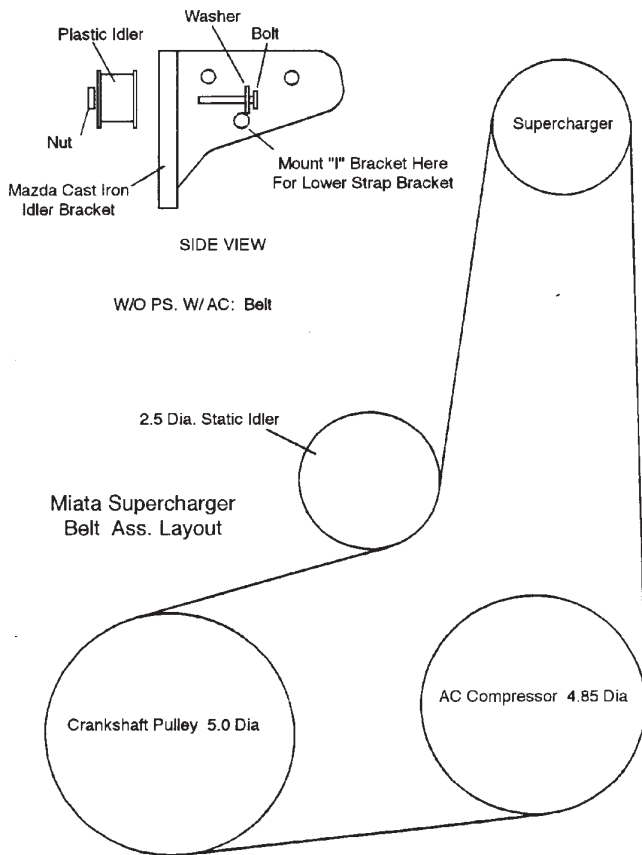 Washer
Plastic Idler
Bolt
Nut
Mount "I" Bracket Here
For Lower Strap Bracket
Mazda Cast Iron
Idler Bracket
SIDE VIEW
W/O PS. W/ AC: Belt
Supercharger
2.5 Dia. Static Idler
Miata Supercharger
Belt Ass. Layout
Crankshaft Pulley 5.0 Dia
AC Compressor 4.85 Dia